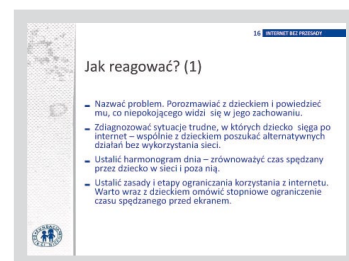 16 INTERNET BEZ PRZESADY
Jak reagować? (1)
Nazwać problem. Porozmawiać z dzieckiem i powiedzieć
mu, co niepokojącego widzi się w jego zachowaniu.
Zdiagnozować sytuacje trudne, w których dziecko sięga po
internet – wspólnie z dzieckiem poszukać alternatywnych
działań bez wykorzystania sieci.
Ustalić harmonogram dnia – zrównoważyć czas spędzany
przez dziecko w sieci i poza nią.
Ustalić zasady i etapy ograniczania korzystania z internetu.
Warto wraz z dzieckiem omówić stopniowe ograniczenie
czasu spędzanego przed ekranem.